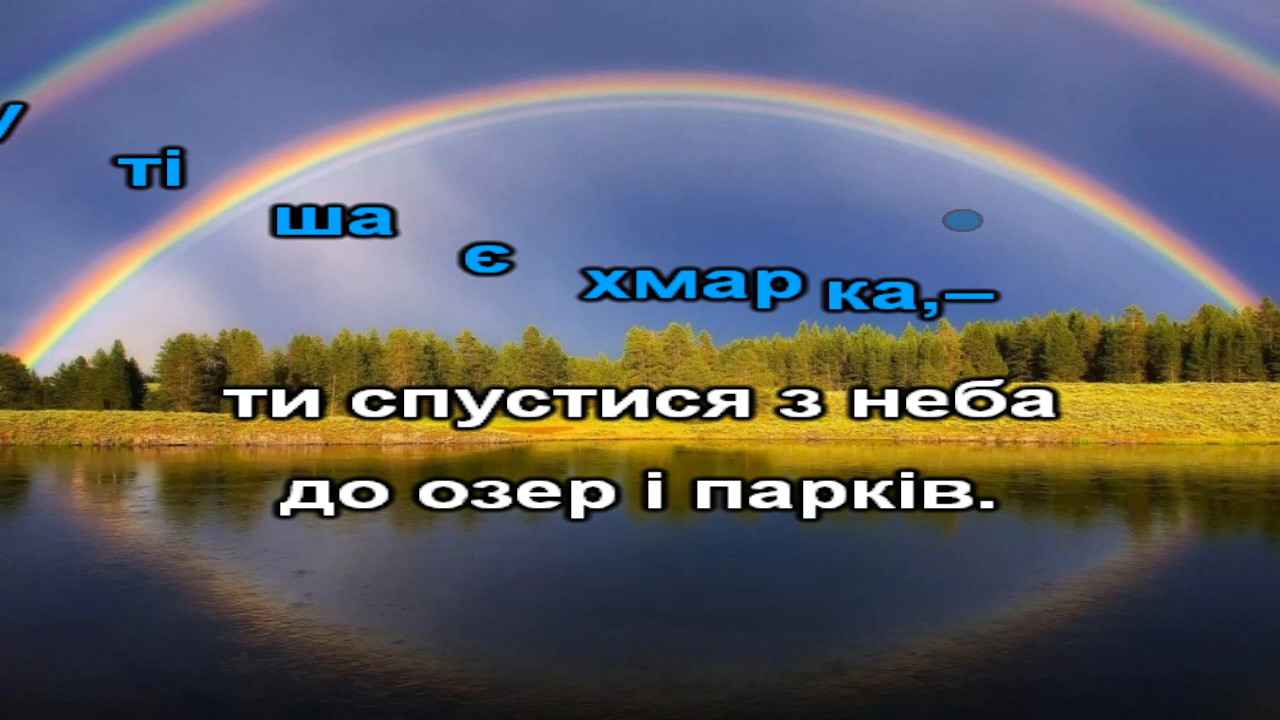 ті ша є хмар ка,–
ти спустися з неба
до озер і парків.